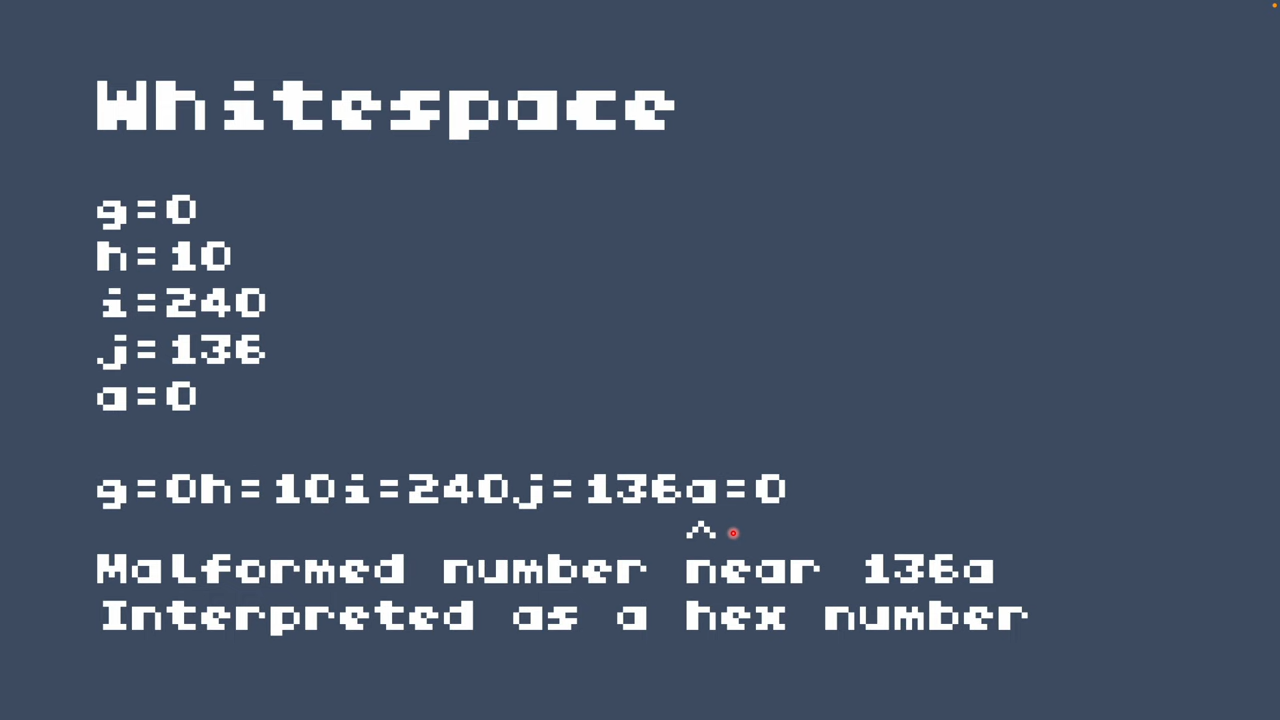 Whitespace
g=0
h=10
i=240
j=136
a=0
g=0h=10i=240j=136a=0
^
Malformed number near 136a
Interpreted as a hex number